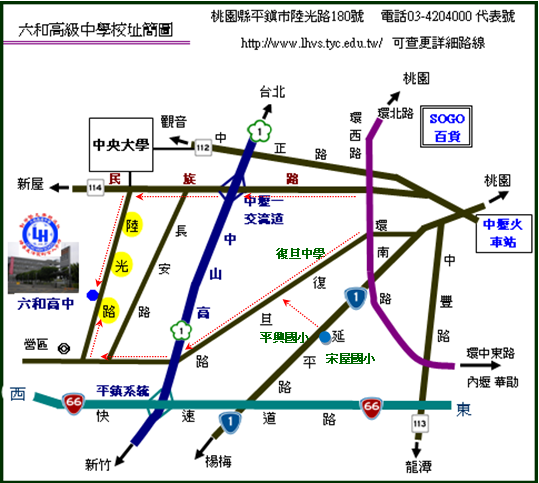 六和高級中學校址簡圖
桃園縣平鎮市陸光路180號 電話03-4204000 代表號
http://www.lhvs.tyc.edu.tw/ 可查更詳細路線
桃園
台北
環北路
SOGO
百貨
環西路
觀音
1
中央大學
112
中正路
新屋
114
民族路
桃園
中壢一
交流道
中壢火
車站
陸光路
長安路
中山高
復旦中學
環南路
LH
六和高中
1
中豐路
復旦路
平興國小
延平路
宋屋國小
1
營區
環中東路
內壢 華勛
平鎮系統
西
66
快速道路
66
東
1
113
新竹
楊梅
龍潭